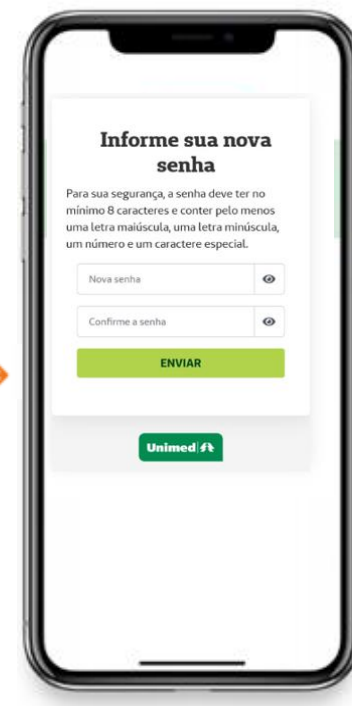 Informe sua nova
senha
Para sua segurança, a senha deve ter no
mínimo 8 caracteres e conter pelo menos
uma letra maiúscula, uma letra minúscula,
um número e um caractere especial.
Nova senha
Confirme a senha
ENVIAR
Unimed